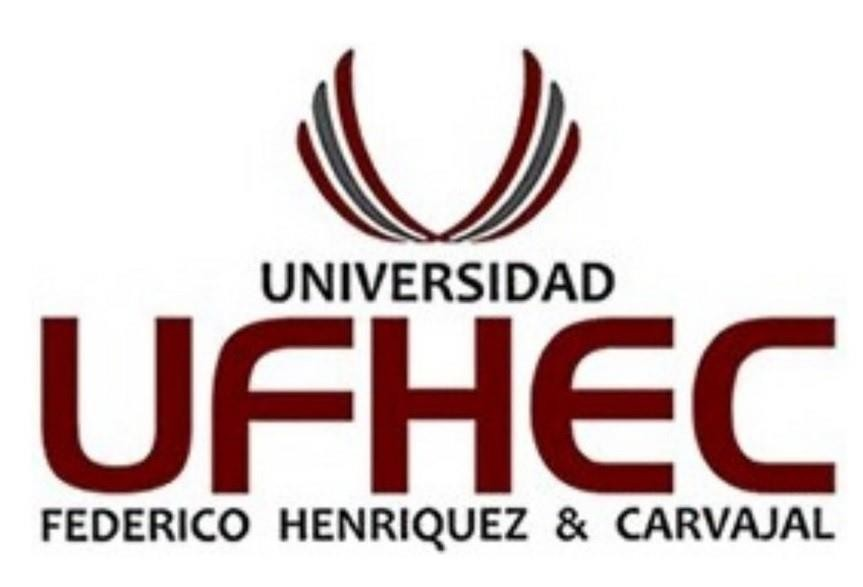 UNIVERSIDAD
UFHEC
FEDERICO HENRIQUEZ & CARVAJAL